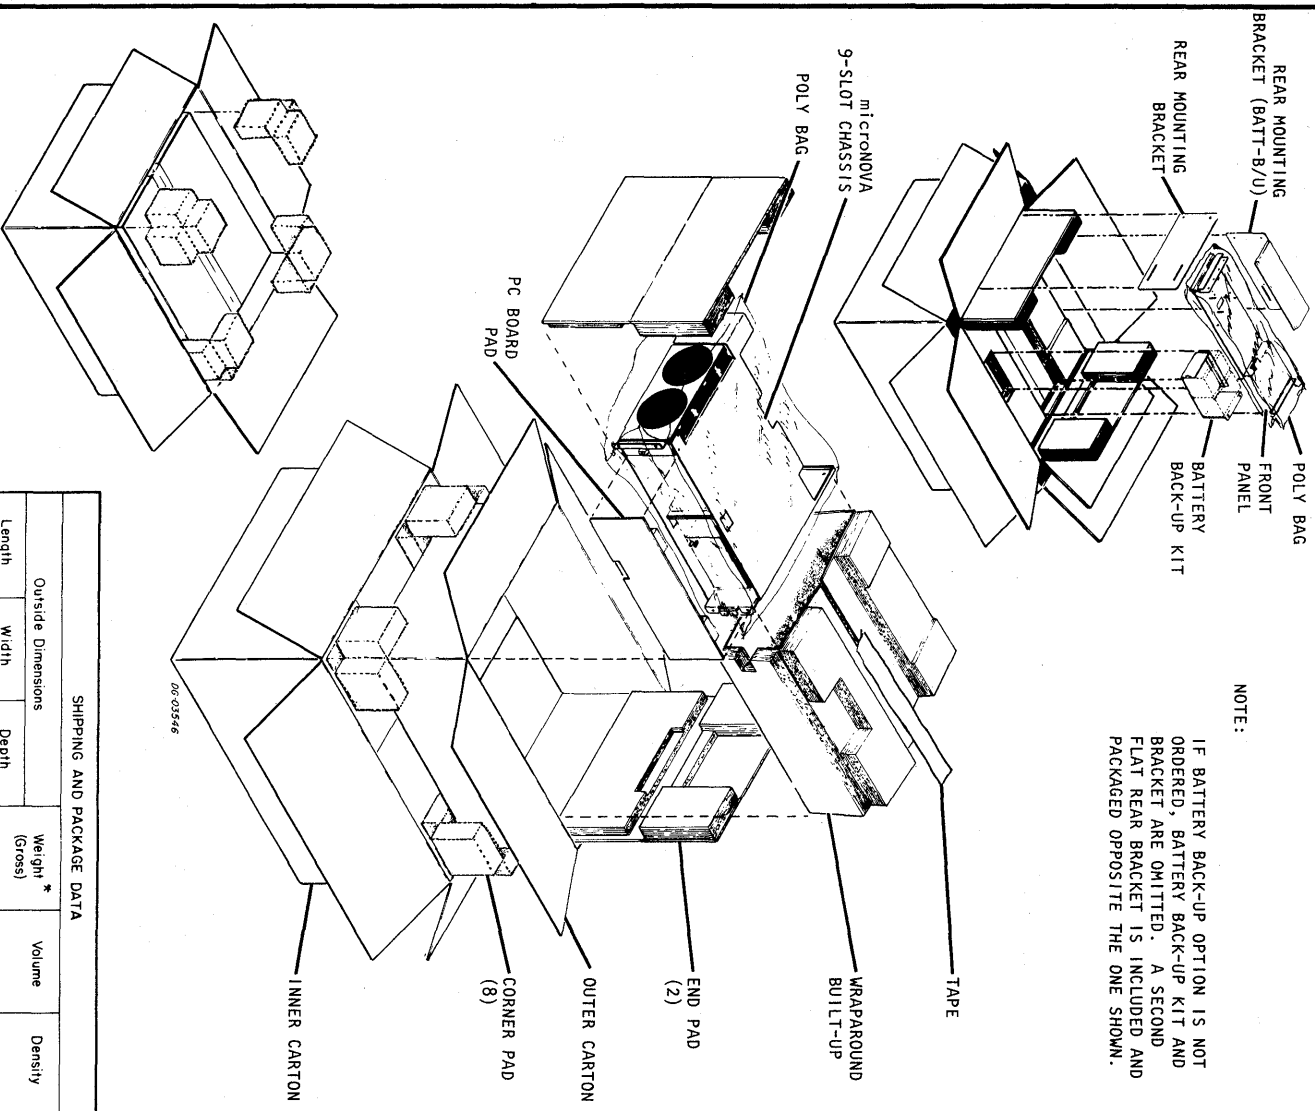 REAR MOUNTING
BRACKET (BATT-B/U)
REAR MOUNTING
BRACKET
microNOVA
9-SLOT CHASSIS
POLY BAG
PC BOARD
PAD
POLY BAG
FRONT
PANEL
BATTERY
BACK-UP KIT
NOTE:
IF BATTERY BACK-UP OPTION IS NOT
ORDERED, BATTERY BACK-UP KIT AND
BRACKET ARE OMITTED. A SECOND
FLAT REAR BRACKET IS INCLUDED AND
PACKAGED OPPOSITE THE ONE SHOWN.
TAPE
WRAPAROUND
BUILT-UP
END PAD
(2)
OUTER CARTON
CORNER PAD
(8)
INNER CARTON
DG-03546
SHIPPING AND PACKAGE DATA
Outside Dimensions
Weight *
(Gross)
Volume
Density
Length
Width
Depth